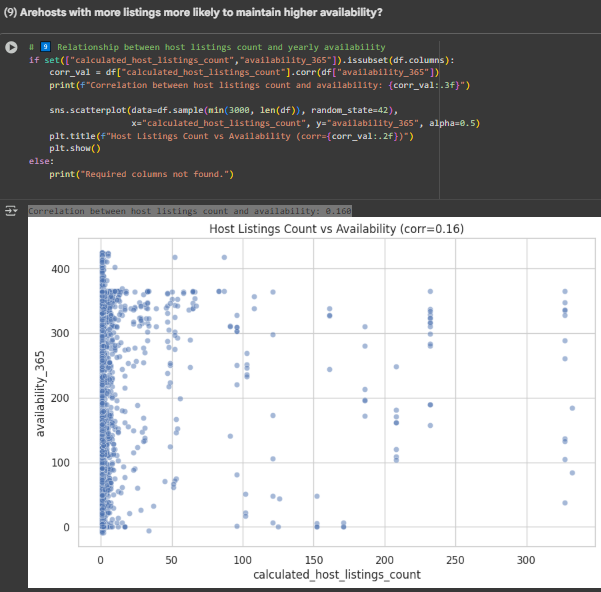 (9) Arehosts with more listings more likely to maintain higher availability?
# 9 Relationship between host listings count and yearly availability
if set(["calculated_host_listings_count","availability_365"]).issubset(df.columns):
    corr_val = df["calculated_host_listings_count"].corr(df["availability_365"])
    print(f"Correlation between host listings count and availability: {corr_val:.3f}")
    sns.scatterplot(data=df.sample(min(3000, len(df)), random_state=42),
                    x="calculated_host_listings_count", y="availability_365", alpha=0.5)
    plt.title(f"Host Listings Count vs Availability (corr={corr_val:.2f})")
    plt.show()
else:
    print("Required columns not found.")
Correlation between host listings count and availability: 0.160
Host Listings Count vs Availability (corr=0.16)
availability_365
400
300
200
100
0
0 50 100 150 200 250 300
calculated_host_listings_count